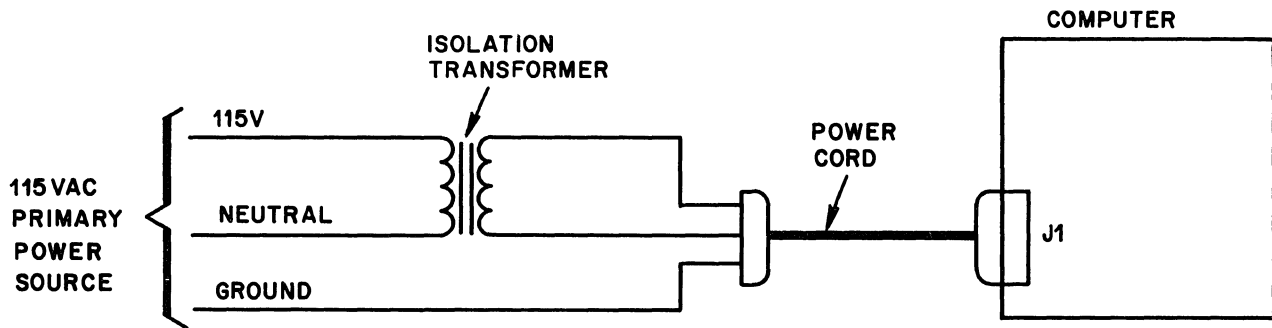 COMPUTER
ISOLATION
TRANSFORMER
115V
POWER
CORD
115 VAC
PRIMARY
POWER
SOURCE
NEUTRAL
J1
GROUND